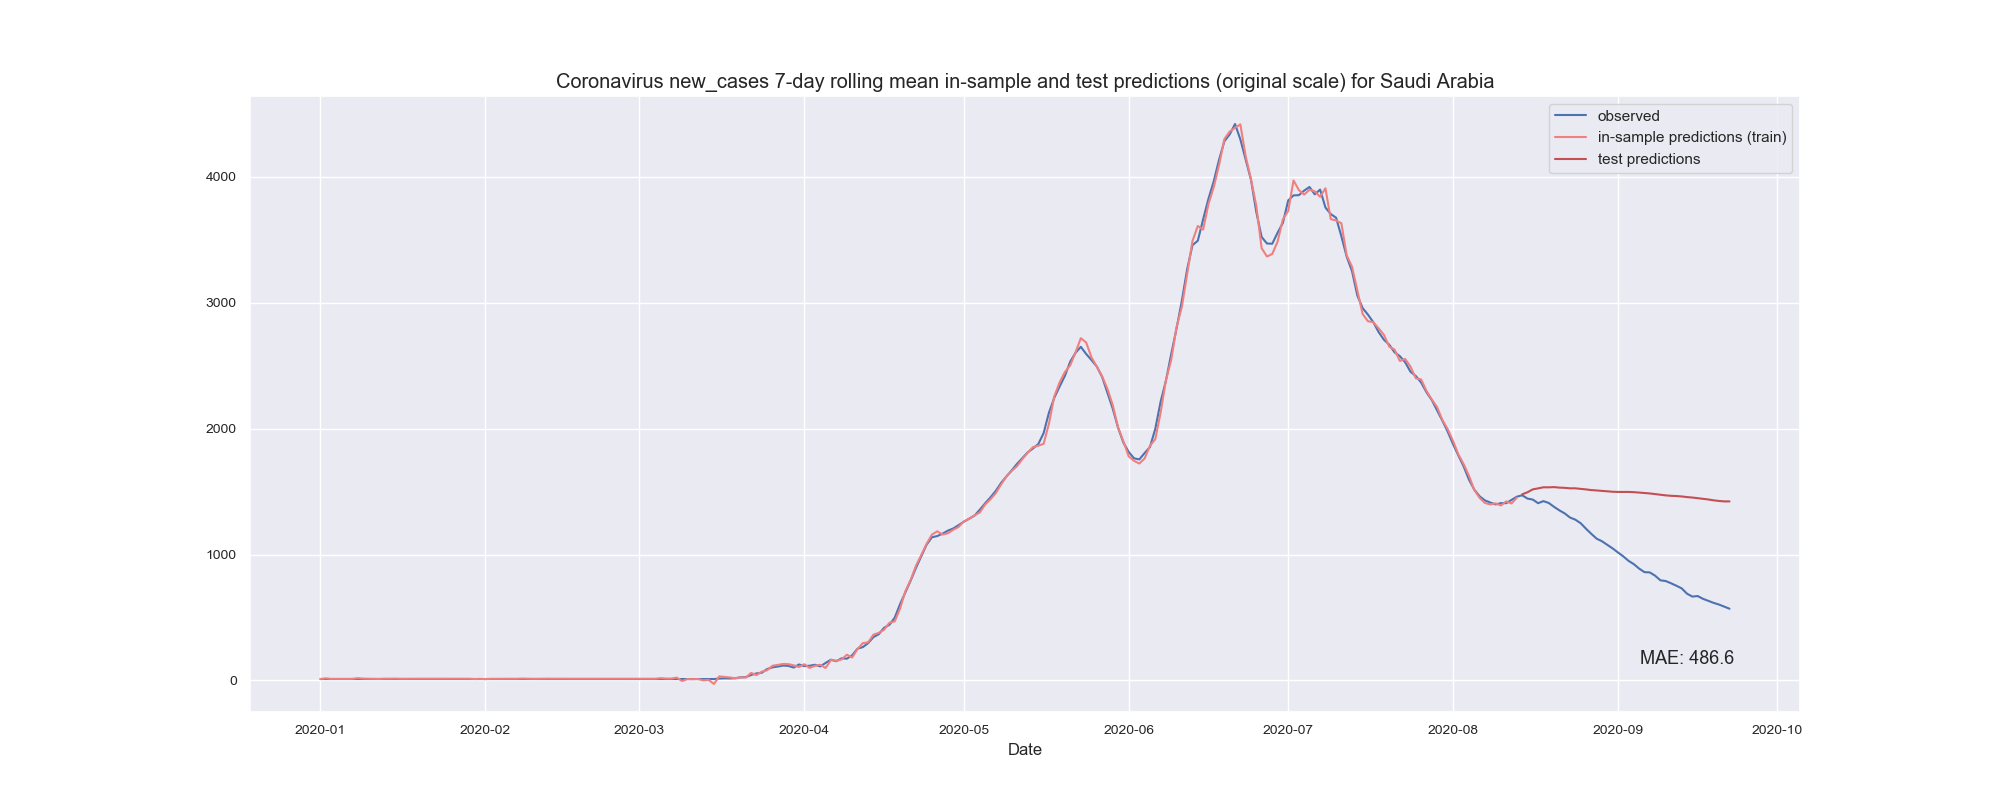 Coronavirus new_cases 7-day rolling mean in-sample and test predictions (original scale) for Saudi Arabia
observed
in-sample predictions (train)
test predictions
4000
3000
2000
1000
0
MAE: 486.6
2020-01 2020-02 2020-03 2020-04 2020-05 2020-06 2020-07 2020-08 2020-09 2020-10
Date